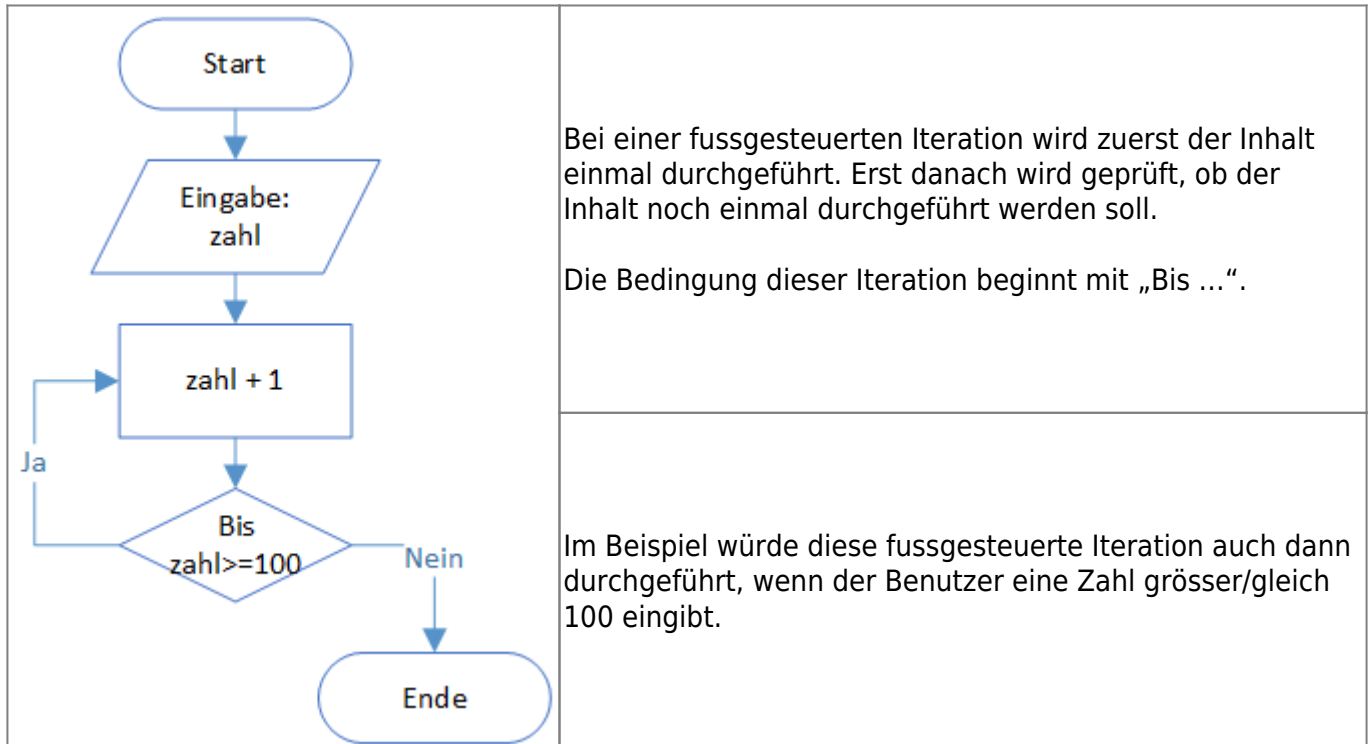 Start
Eingabe:
zahl
zahl + 1
Ja
Bis
zahl>=100
Nein
Ende
Bei einer fussgesteuerten Iteration wird zuerst der Inhalt
einmal durchgeführt. Erst danach wird geprüft, ob der
Inhalt noch einmal durchgeführt werden soll.
Die Bedingung dieser Iteration beginnt mit „Bis …“.
Im Beispiel würde diese fussgesteuerte Iteration auch dann
durchgeführt, wenn der Benutzer eine Zahl grösser/gleich
100 eingibt.